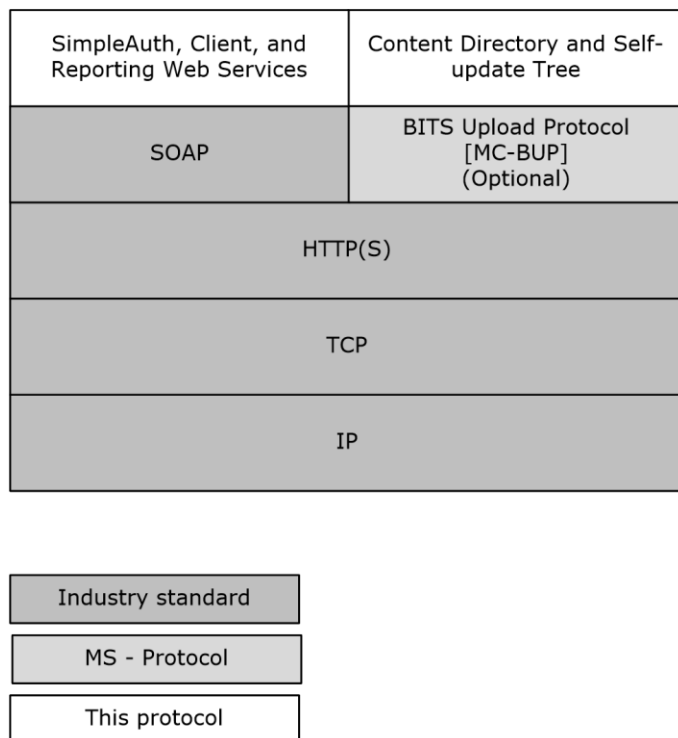 SimpleAuth, Client, and
Reporting Web Services
Content Directory and Self-
update Tree
SOAP
BITS Upload Protocol
[MC-BUP]
(Optional)
HTTP(S)
TCP
IP
Industry standard
MS - Protocol
This protocol